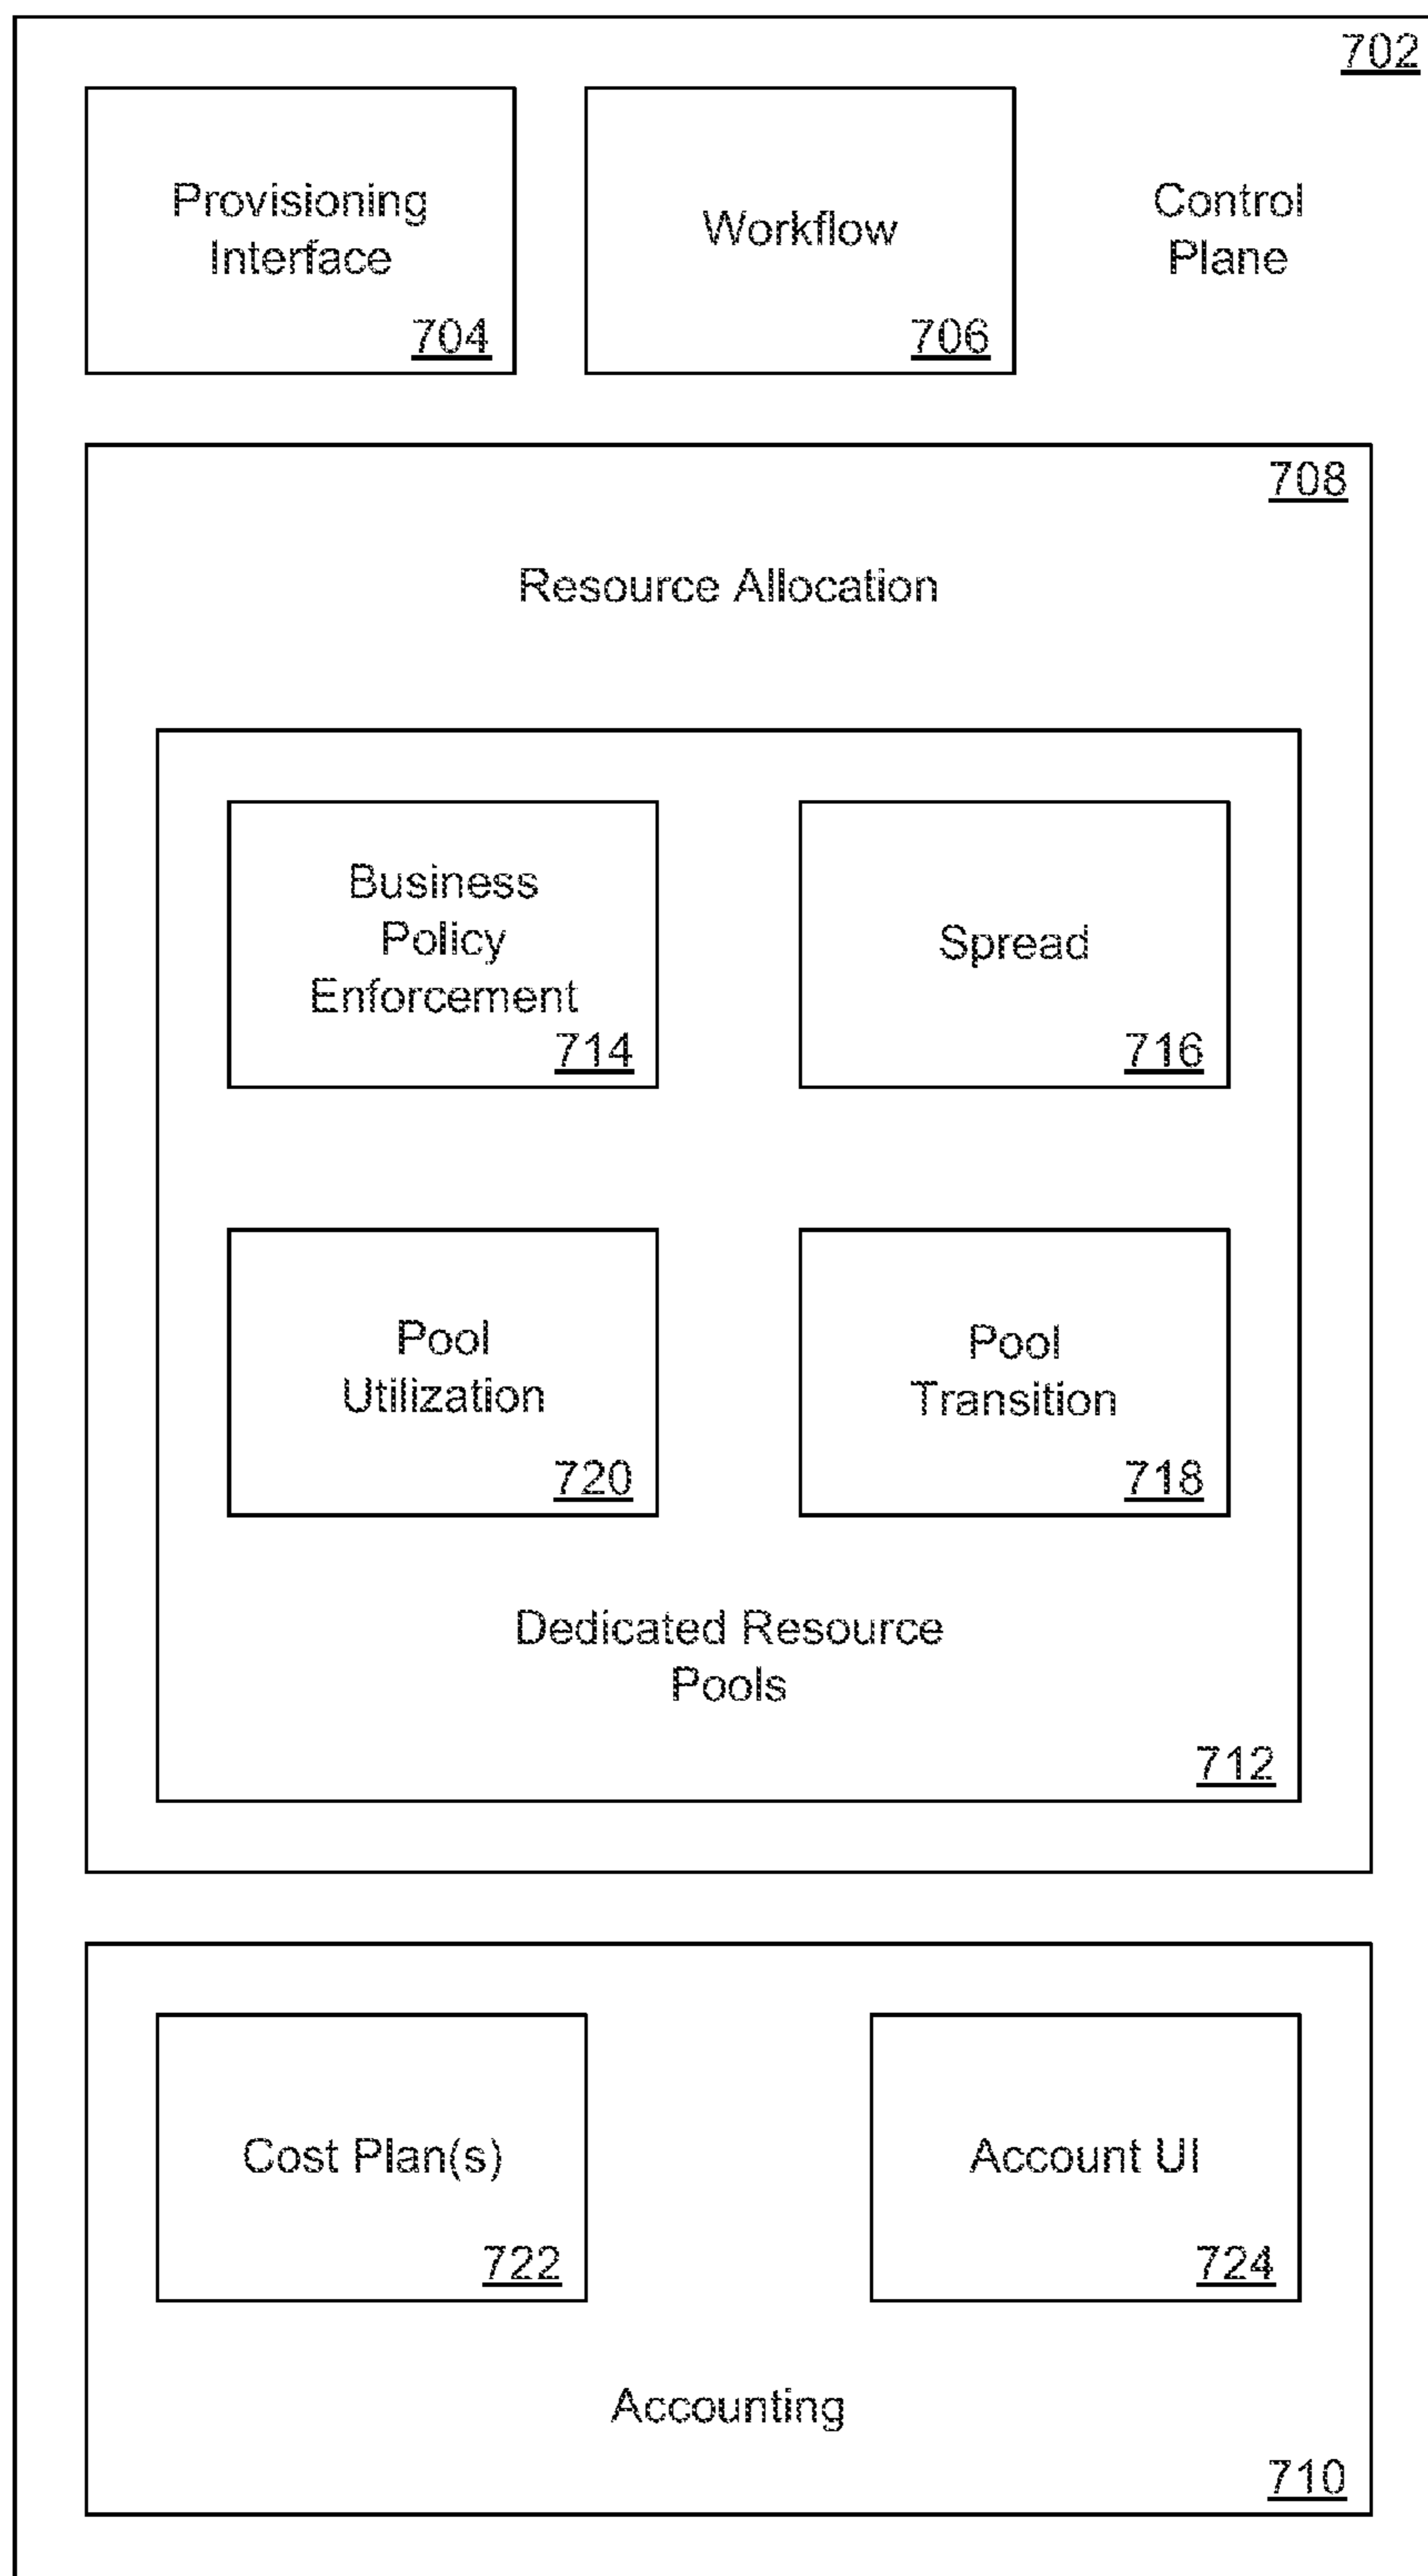 702
Provisioning
Interface
704
Workflow
706
Control
Plane
708
Resource Allocation
Business
Policy
Enforcement
714
Spread
716
Pool
Utilization
720
Pool
Transition
718
Dedicated Resource
Pools
712
Cost Plan(s)
722
Account UI
724
Accounting
710